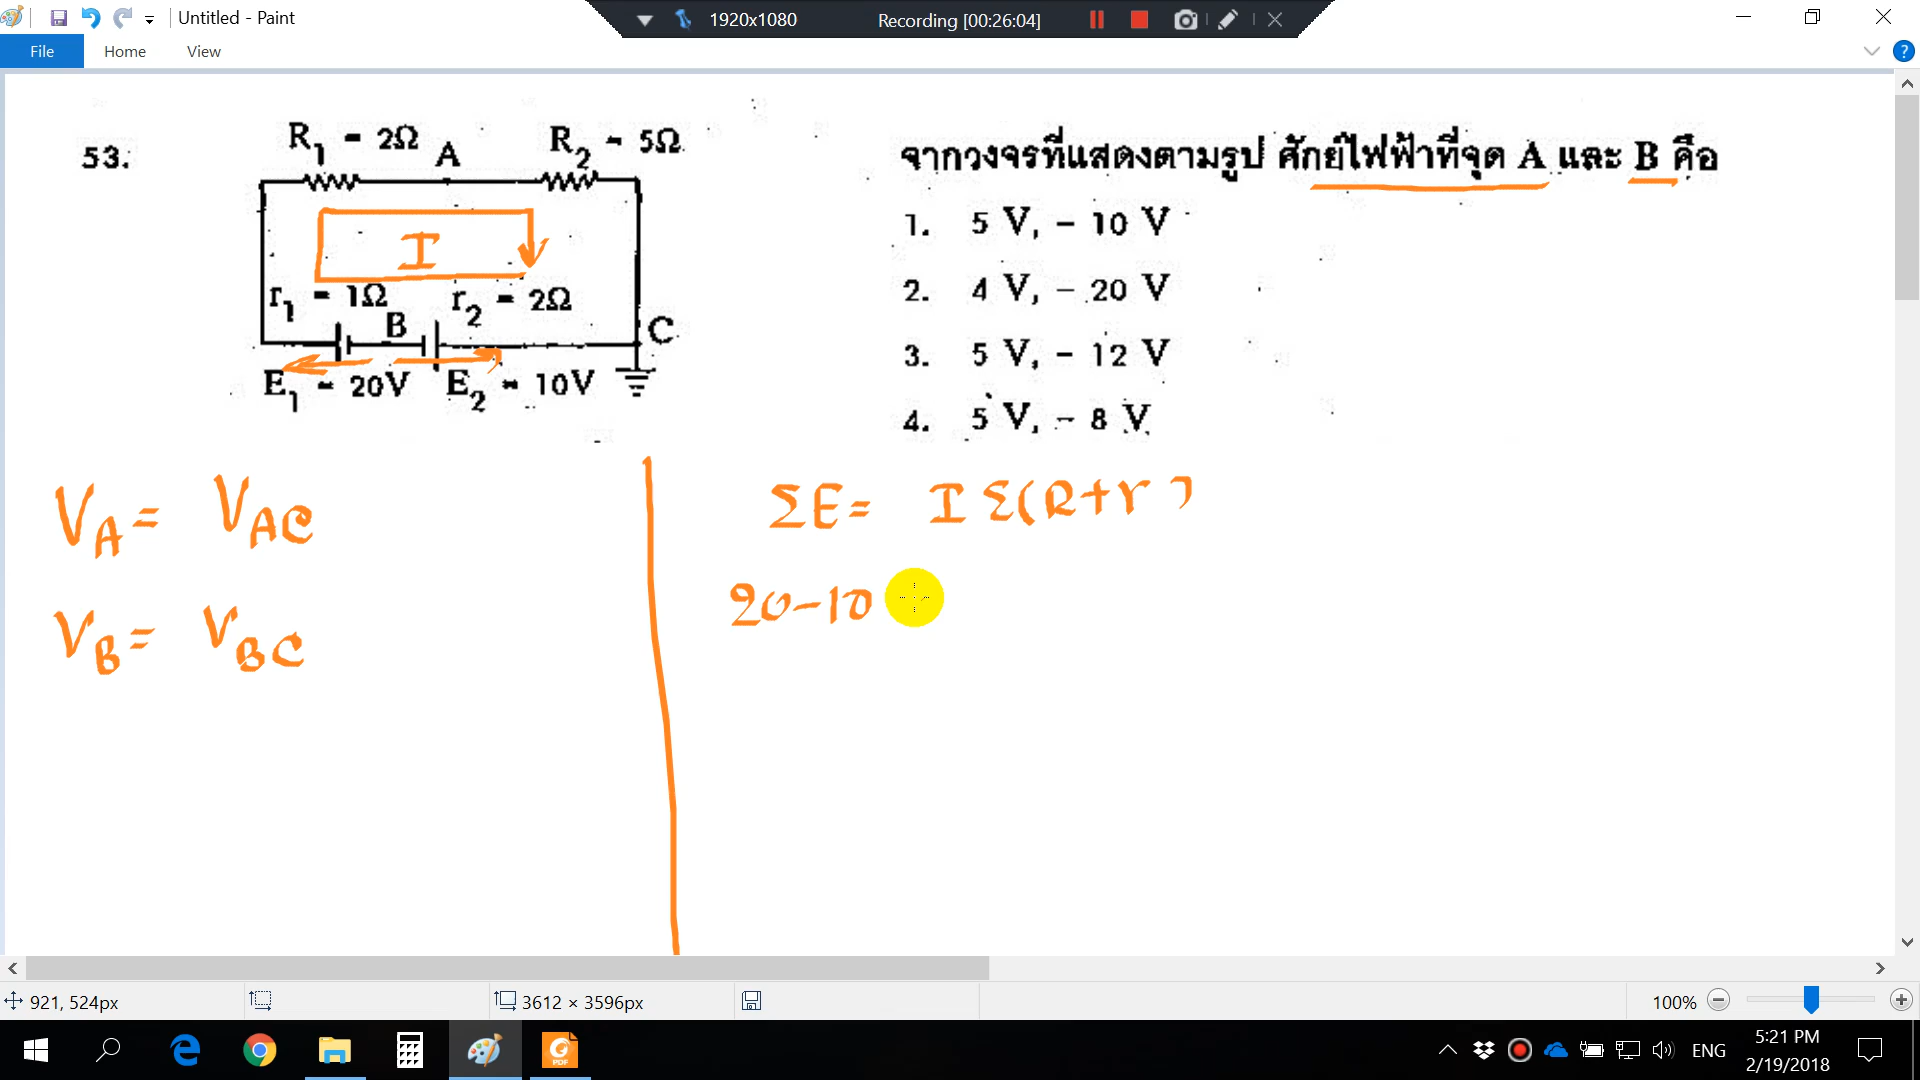 Untitled - Paint
1920x1080
Recording [00:26:04]
File
Home
View
53.
R1 = 2Ω
A
R2 = 5Ω
I
r1 = 1Ω
B
r2 = 2Ω
C
E1 = 20V
E2 = 10V
จากวงจรที่แสดงตามรูป ศักย์ไฟฟ้าที่จุด A และ B คือ
1. 5 V, − 10 V
2. 4 V, − 20 V
3. 5 V, − 12 V
4. 5 V, − 8 V
VA = VAC
VB = VBC
ΣE = I Σ(R+r)
20−10
921, 524px
3612 × 3596px
100%
PDF
ENG
5:21 PM
2/19/2018